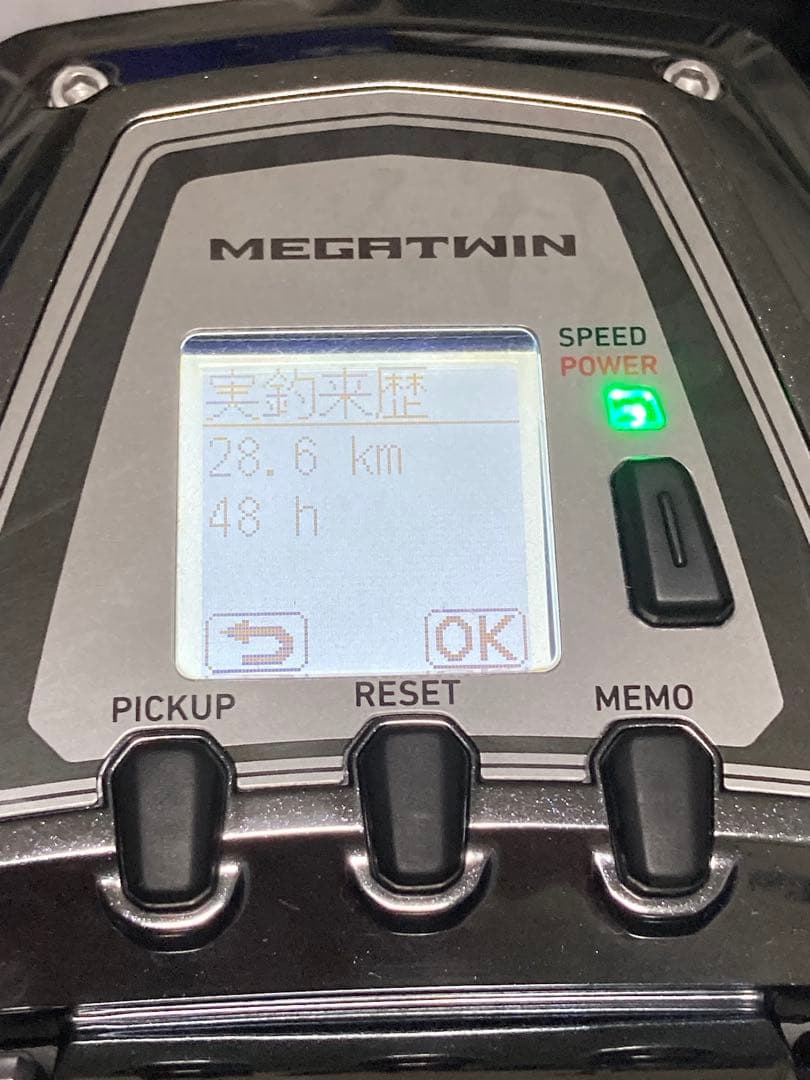 MEGATWIN
SPEED
POWER
実釣来歴
28.6 km
48 h
OK
PICKUP
RESET
MEMO